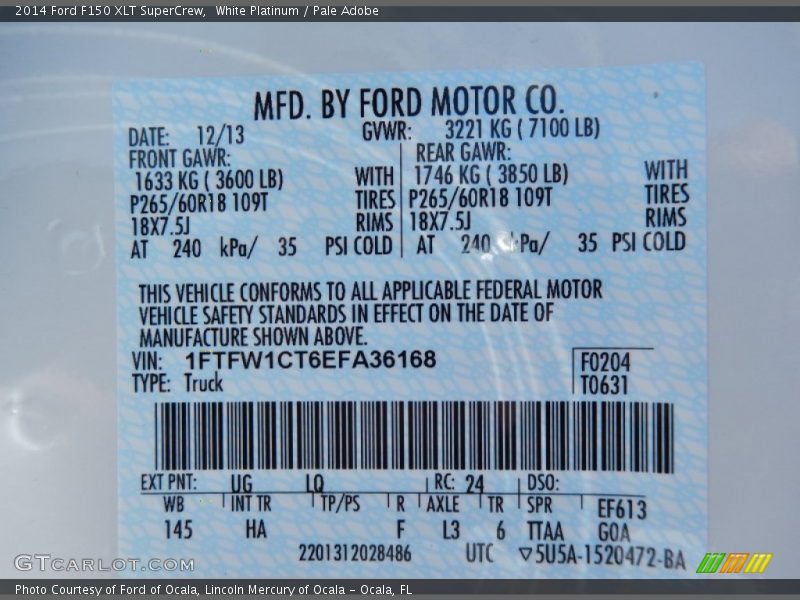 2014 Ford F150 XLT SuperCrew,  White Platinum / Pale Adobe
MFD. BY FORD MOTOR CO.
DATE: 12/13 GVWR: 3221 KG ( 7100 LB)
FRONT GAWR: REAR GAWR:
1633 KG ( 3600 LB) WITH 1746 KG ( 3850 LB) WITH
P265/60R18 109T TIRES P265/60R18 109T TIRES
18X7.5J RIMS 18X7.5J RIMS
AT 240 kPa/ 35 PSI COLD AT 240 kPa/ 35 PSI COLD
THIS VEHICLE CONFORMS TO ALL APPLICABLE FEDERAL MOTOR
VEHICLE SAFETY STANDARDS IN EFFECT ON THE DATE OF
MANUFACTURE SHOWN ABOVE.
VIN: 1FTFW1CT6EFA36168 F0204
TYPE: Truck T0631
EXT PNT: UG LQ RC: 24 DSO:
WB INT TR TP/PS R AXLE TR SPR EF613
145 HA F L3 6 TTAA GOA
2201312028486 UTC ▽5U5A-1520472-BA
GTCARLOT.COM
Photo Courtesy of Ford of Ocala, Lincoln Mercury of Ocala – Ocala, FL